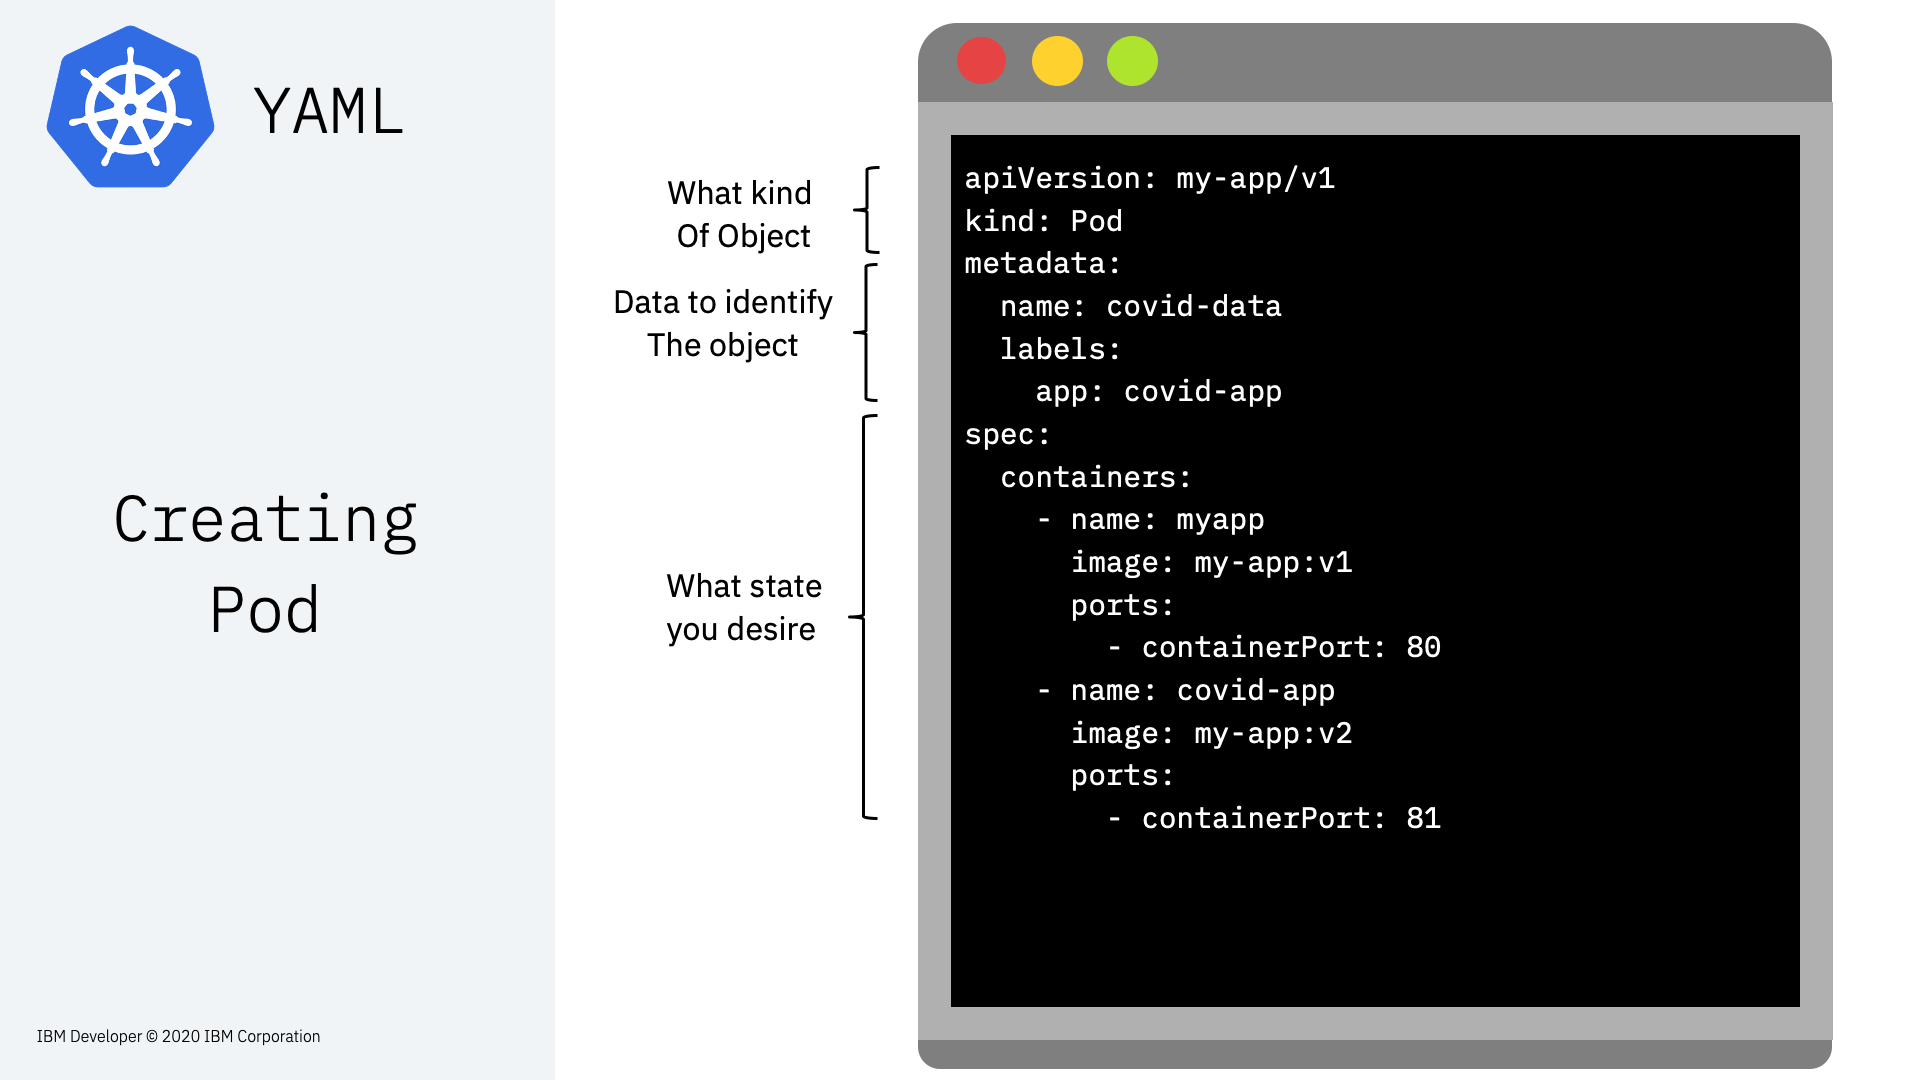 YAML
Creating
Pod
IBM Developer © 2020 IBM Corporation
What kind
Of Object
Data to identify
The object
What state
you desire
apiVersion: my-app/v1
kind: Pod
metadata:
  name: covid-data
  labels:
    app: covid-app
spec:
  containers:
    - name: myapp
      image: my-app:v1
      ports:
        - containerPort: 80
    - name: covid-app
      image: my-app:v2
      ports:
        - containerPort: 81